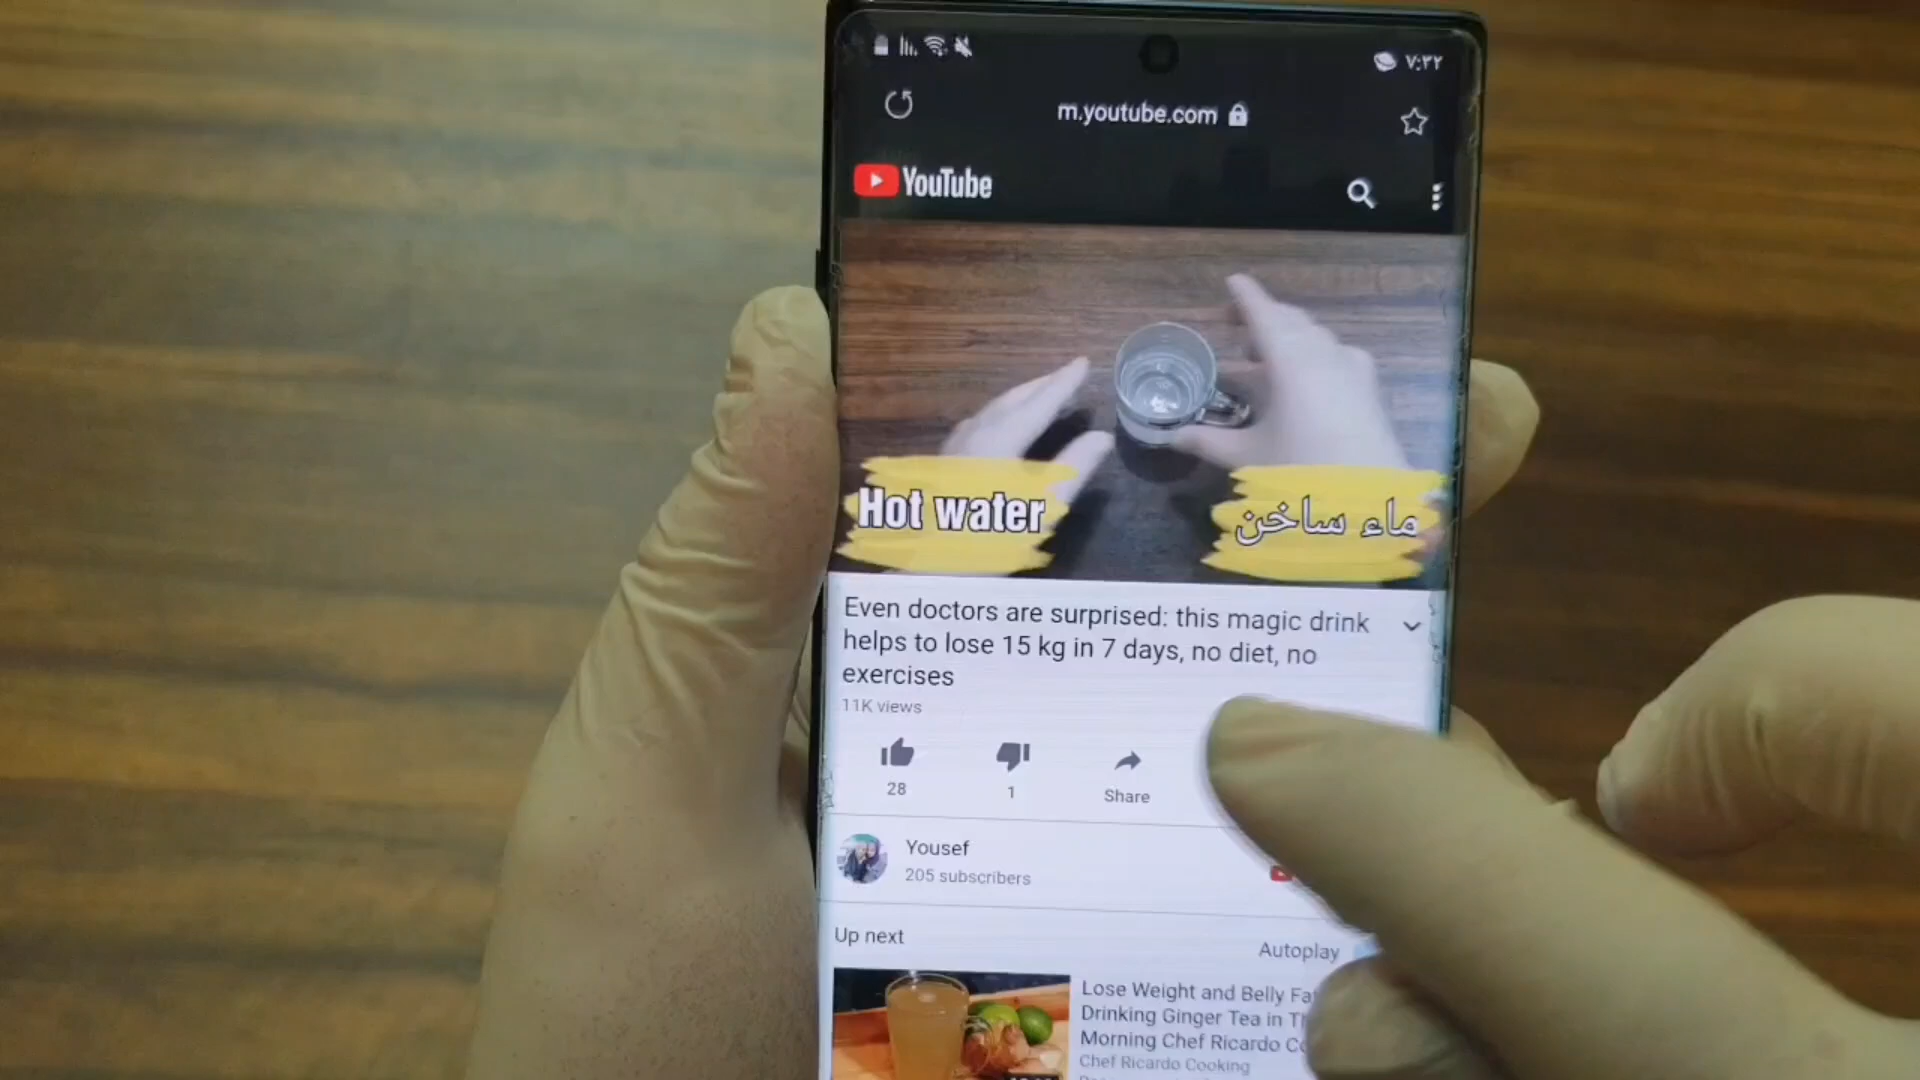 ٧:٣٢
m.youtube.com
YouTube
Hot water
ماء ساخن
Even doctors are surprised: this magic drink
helps to lose 15 kg in 7 days, no diet, no
exercises
11K views
28
1
Share
Yousef
205 subscribers
Up next
Autoplay
Lose Weight and Belly
Drinking Ginger Tea in
Morning Chef Ricardo
Chef Ricardo Cooking